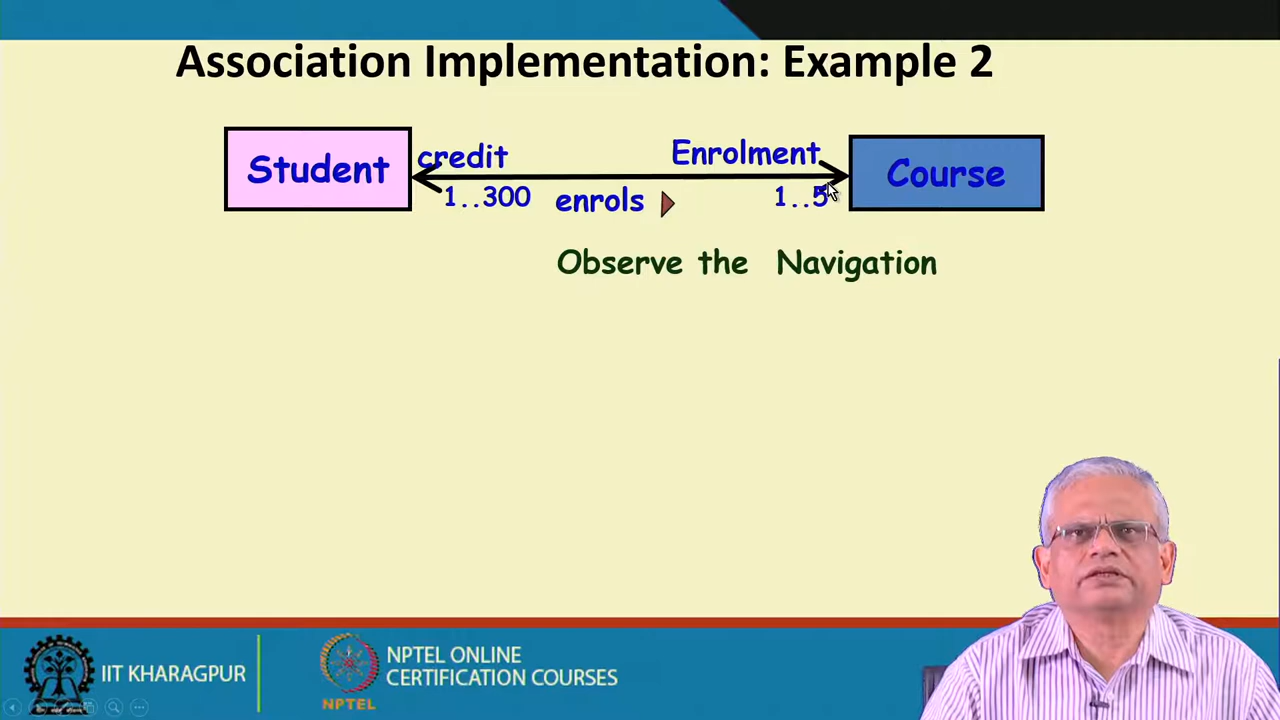 Association Implementation: Example 2
Student
credit
Enrolment
Course
1..300
enrols
1..5
Observe the Navigation
IIT KHARAGPUR
NPTEL
NPTEL ONLINE
CERTIFICATION COURSES